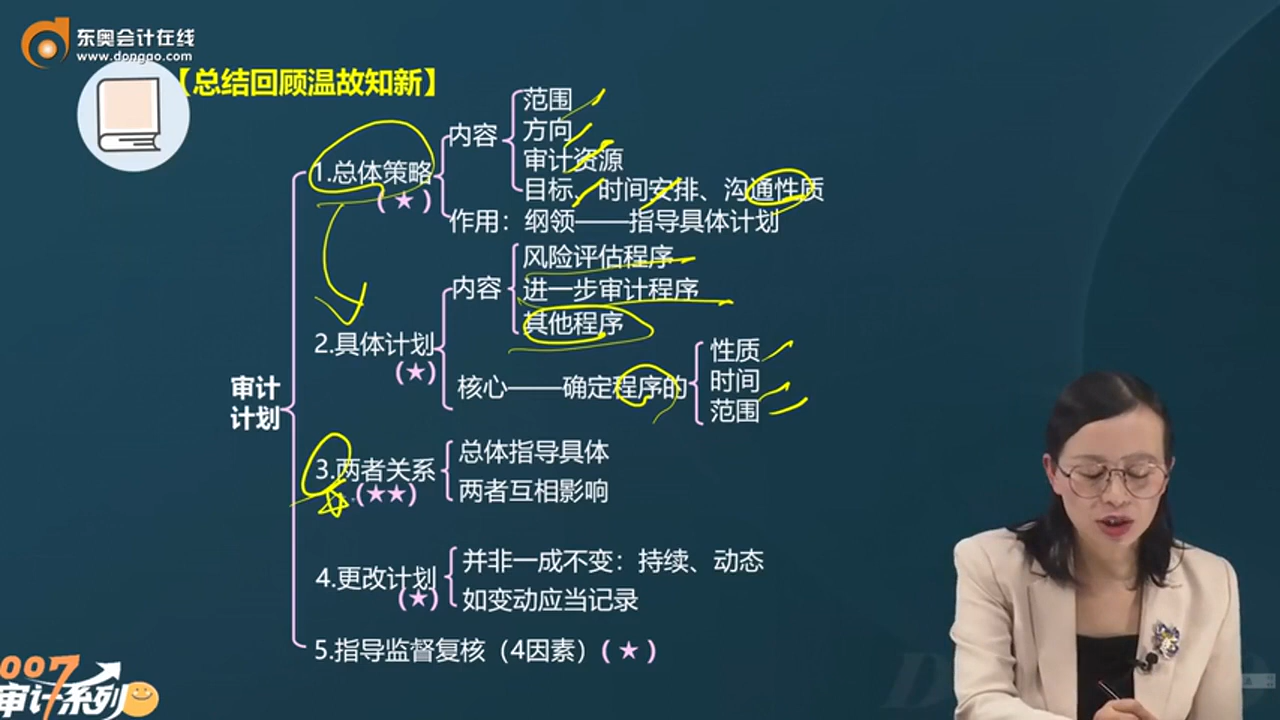 东奥会计在线
www.dongao.com
【总结回顾温故知新】
审计
计划
1.总体策略
(★)
内容
范围
方向
审计资源
目标、时间安排、沟通性质
作用：纲领——指导具体计划
2.具体计划
(★)
内容
风险评估程序
进一步审计程序
其他程序
核心——确定程序的
性质
时间
范围
3.两者关系
(★★)
总体指导具体
两者互相影响
4.更改计划
(★)
并非一成不变：持续、动态
如变动应当记录
5.指导监督复核（4因素）(★)
007
审计系列